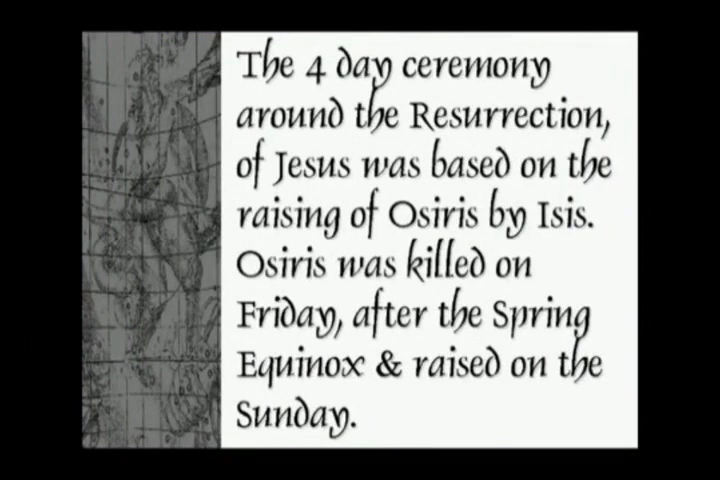 The 4 day ceremony
around the Resurrection,
of Jesus was based on the
raising of Osiris by Isis.
Osiris was killed on
Friday, after the Spring
Equinox & raised on the
Sunday.